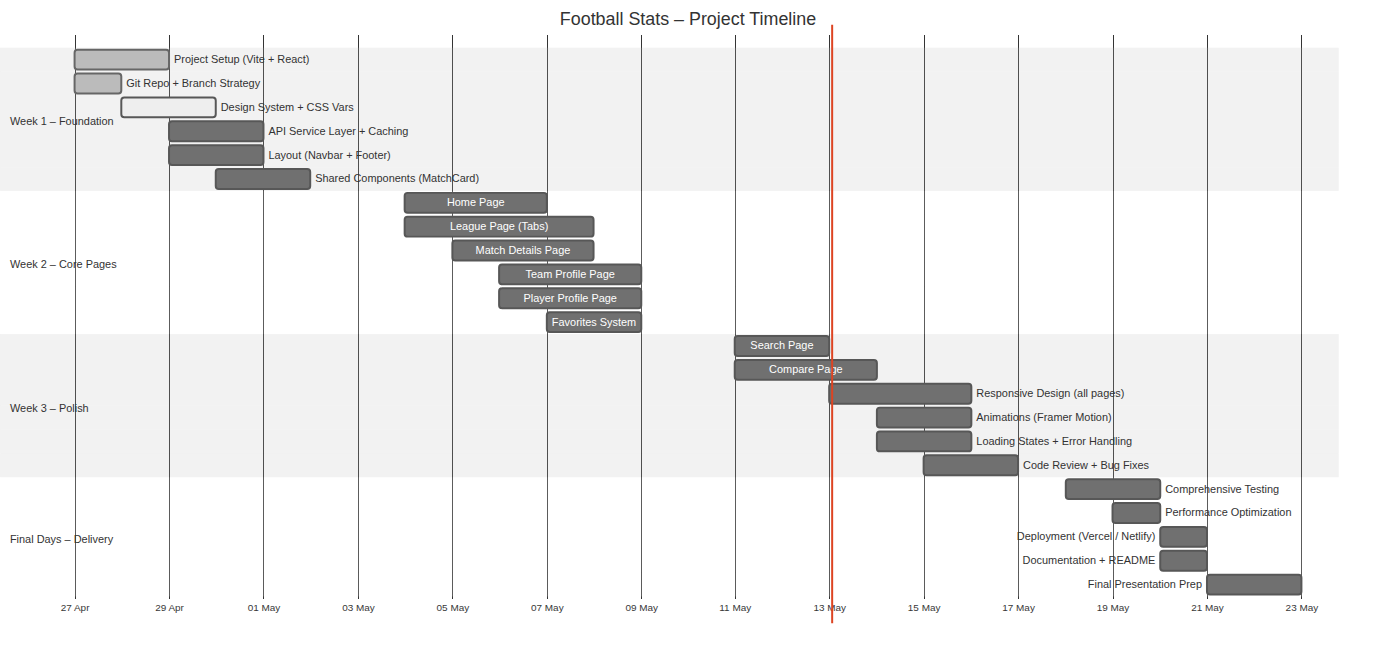 Football Stats – Project Timeline
Project Setup (Vite + React)
Git Repo + Branch Strategy
Design System + CSS Vars
Week 1 – Foundation
API Service Layer + Caching
Layout (Navbar + Footer)
Shared Components (MatchCard)
Home Page
League Page (Tabs)
Match Details Page
Week 2 – Core Pages
Team Profile Page
Player Profile Page
Favorites System
Search Page
Compare Page
Responsive Design (all pages)
Week 3 – Polish
Animations (Framer Motion)
Loading States + Error Handling
Code Review + Bug Fixes
Comprehensive Testing
Performance Optimization
Deployment (Vercel / Netlify)
Final Days – Delivery
Documentation + README
Final Presentation Prep
27 Apr 29 Apr 01 May 03 May 05 May 07 May 09 May 11 May 13 May 15 May 17 May 19 May 21 May 23 May